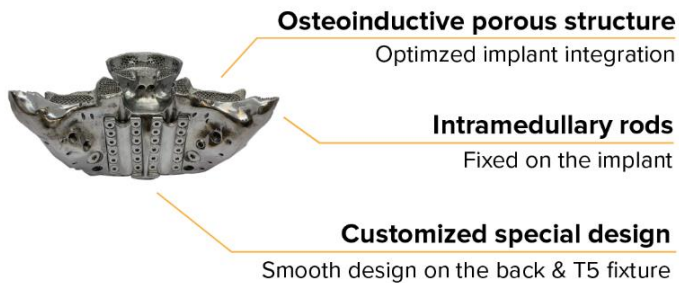 Osteoinductive porous structure
Optimzed implant integration
Intramedullary rods
Fixed on the implant
Customized special design
Smooth design on the back & T5 fixture